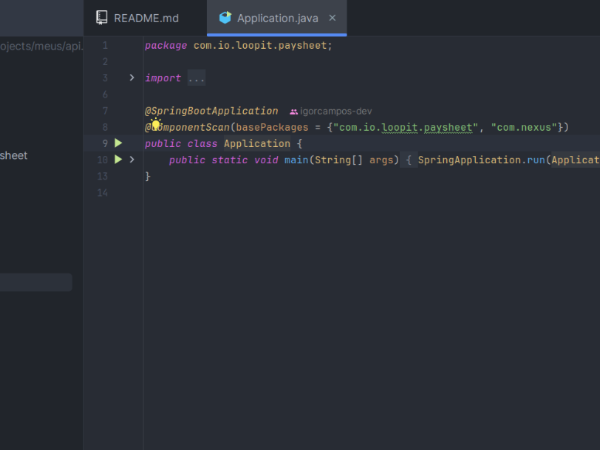 README.md
Application.java
ojects/meus/api.
sheet
1 package com.io.loopit.paysheet;
2
3 import ...
6
7 @SpringBootApplication igorcampos-dev
8 @ComponentScan(basePackages = {"com.io.loopit.paysheet", "com.nexus"})
9 public class Application {
10 public static void main(String[] args) { SpringApplication.run(Applicat
13 }
14